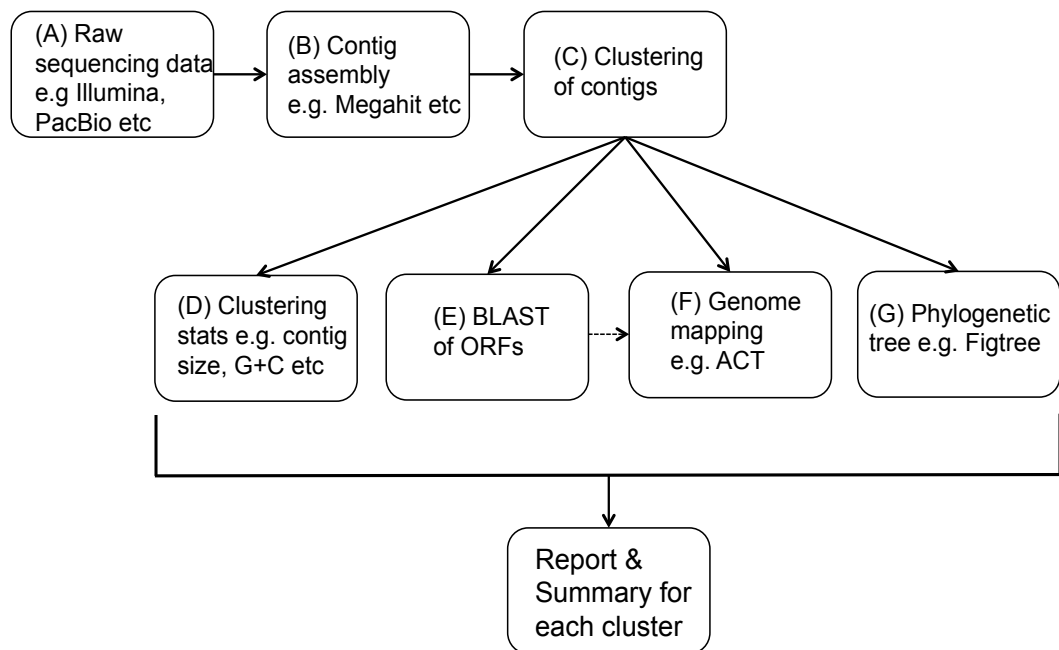 (A) Raw
sequencing data
e.g Illumina,
PacBio etc
(B) Contig
assembly
e.g. Megahit etc
(C) Clustering
of contigs
(D) Clustering
stats e.g. contig
size, G+C etc
(E) BLAST
of ORFs
(F) Genome
mapping
e.g. ACT
(G) Phylogenetic
tree e.g. Figtree
Report &
Summary for
each cluster